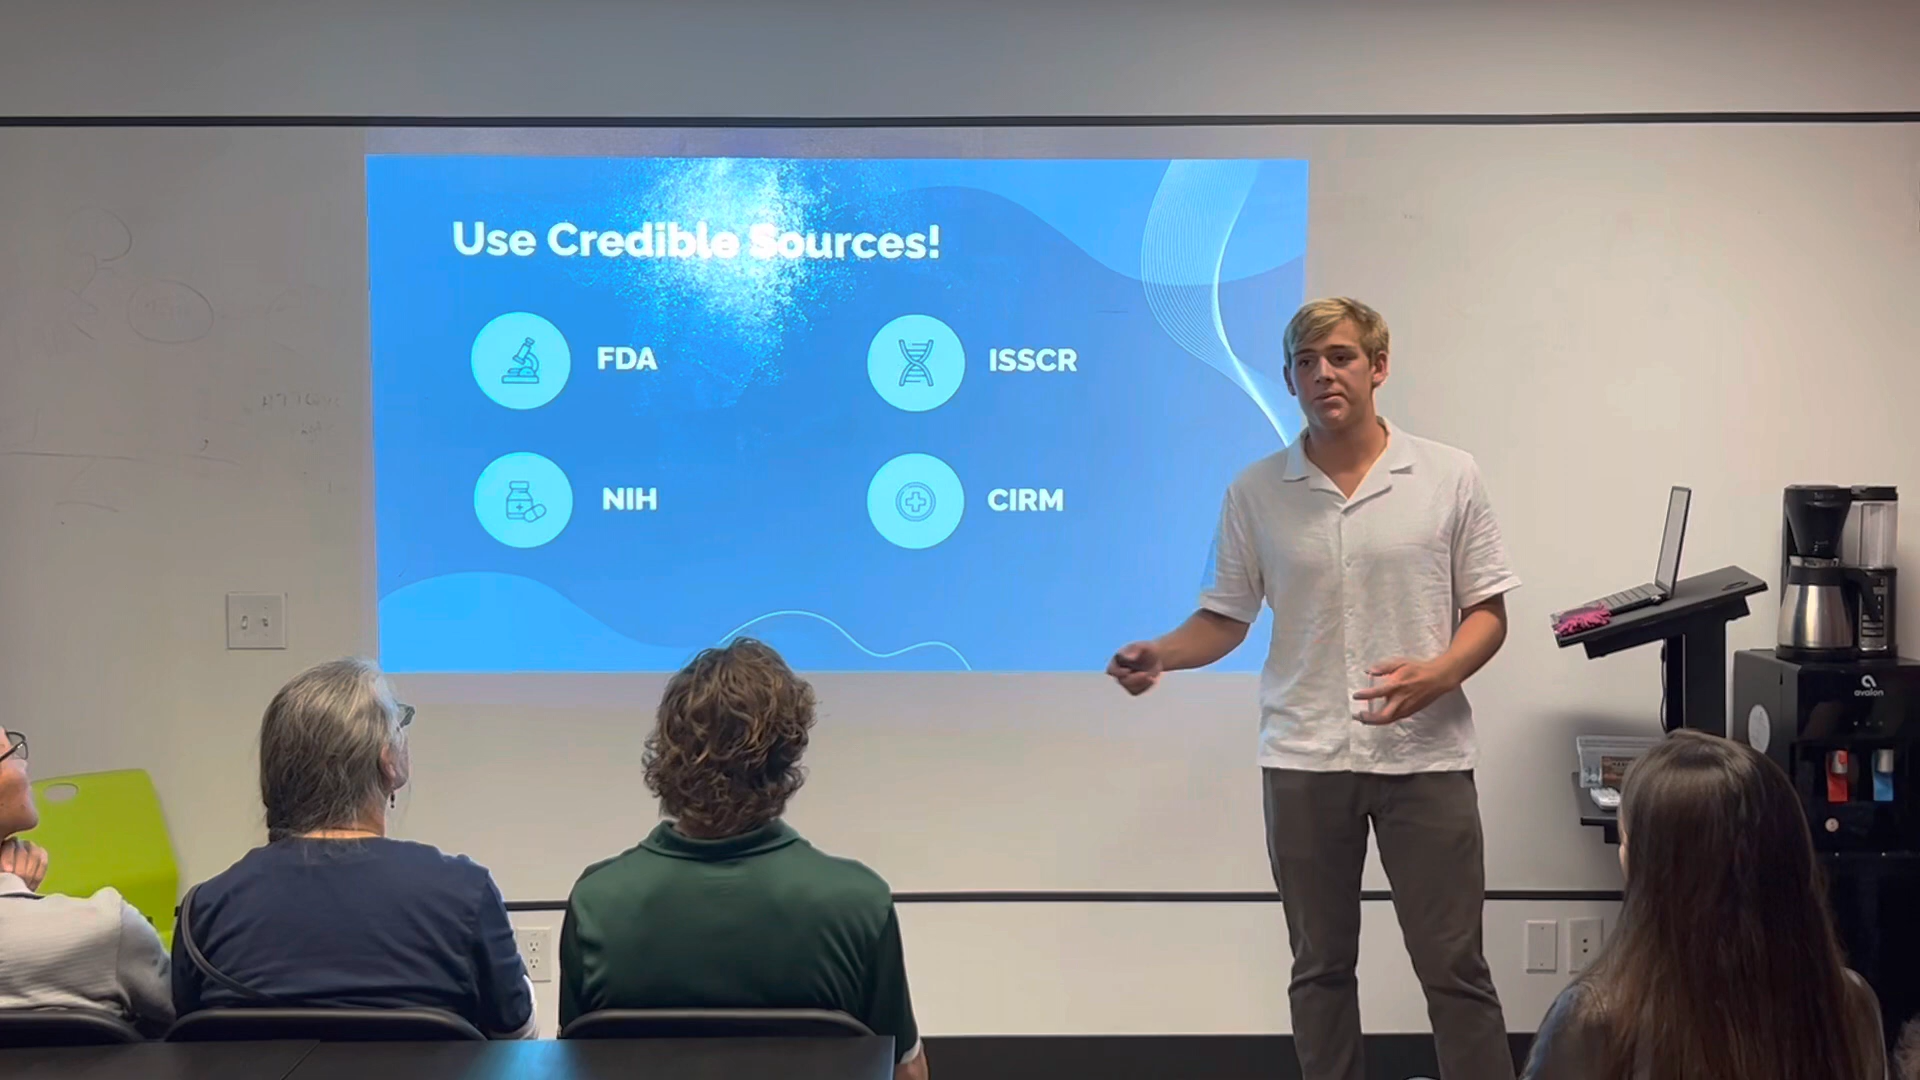 Use Credible Sources!
FDA
ISSCR
NIH
CIRM
avalon